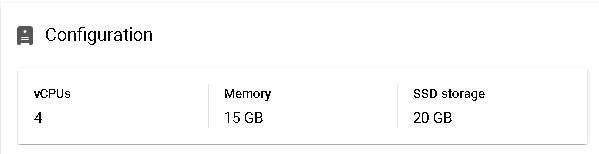 Configuration
vCPUs
4
Memory
15 GB
SSD storage
20 GB